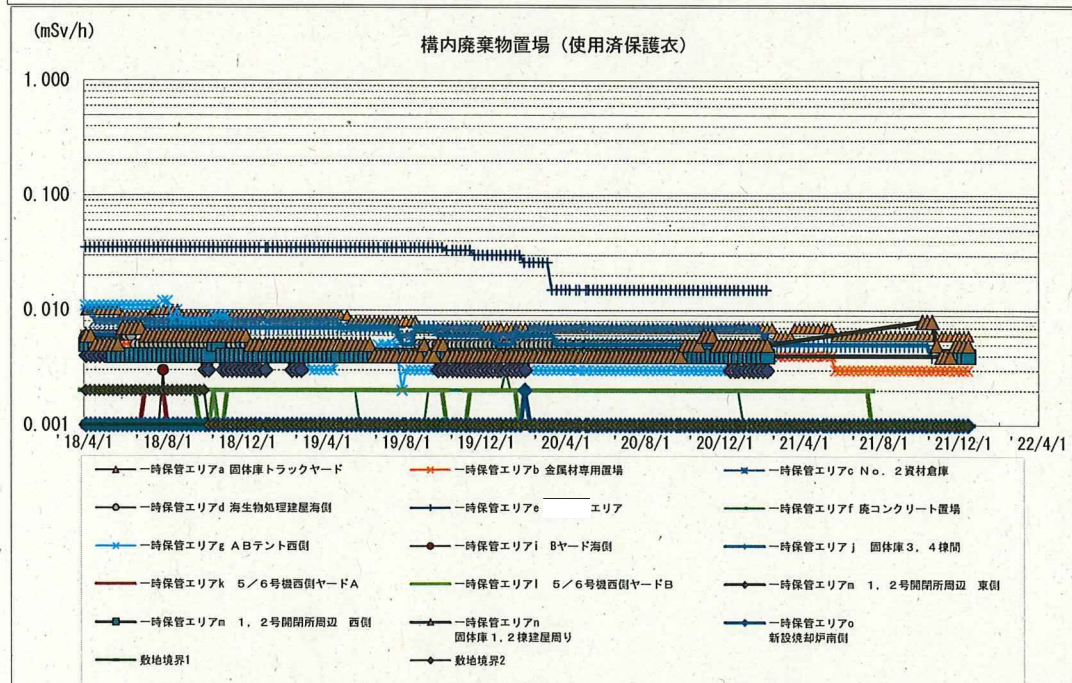 (mSv/h)
構内廃棄物置場（使用済保護衣）
1.000
0.100
0.010
0.001
'18/4/1 '18/8/1 '18/12/1 '19/4/1 '19/8/1 '19/12/1 '20/4/1 '20/8/1 '20/12/1 '21/4/1 '21/8/1 '21/12/1 '22/4/1
一時保管エリアa 固体庫トラックヤード 一時保管エリアb 金属材専用置場 一時保管エリアc No．2資材倉庫
一時保管エリアd 海生物処理建屋海側 一時保管エリアe エリア 一時保管エリアf 廃コンクリート置場
一時保管エリアg ABテント西側 一時保管エリアi Bヤード海側 一時保管エリアj 固体庫3，4棟間
一時保管エリアk 5／6号機西側ヤードA 一時保管エリアl 5／6号機西側ヤードB 一時保管エリアm 1，2号開閉所周辺 東側
一時保管エリアm 1，2号開閉所周辺 西側 一時保管エリアn 一時保管エリアo
固体庫1,2棟建屋周り 新設焼却炉南側
敷地境界1 敷地境界2